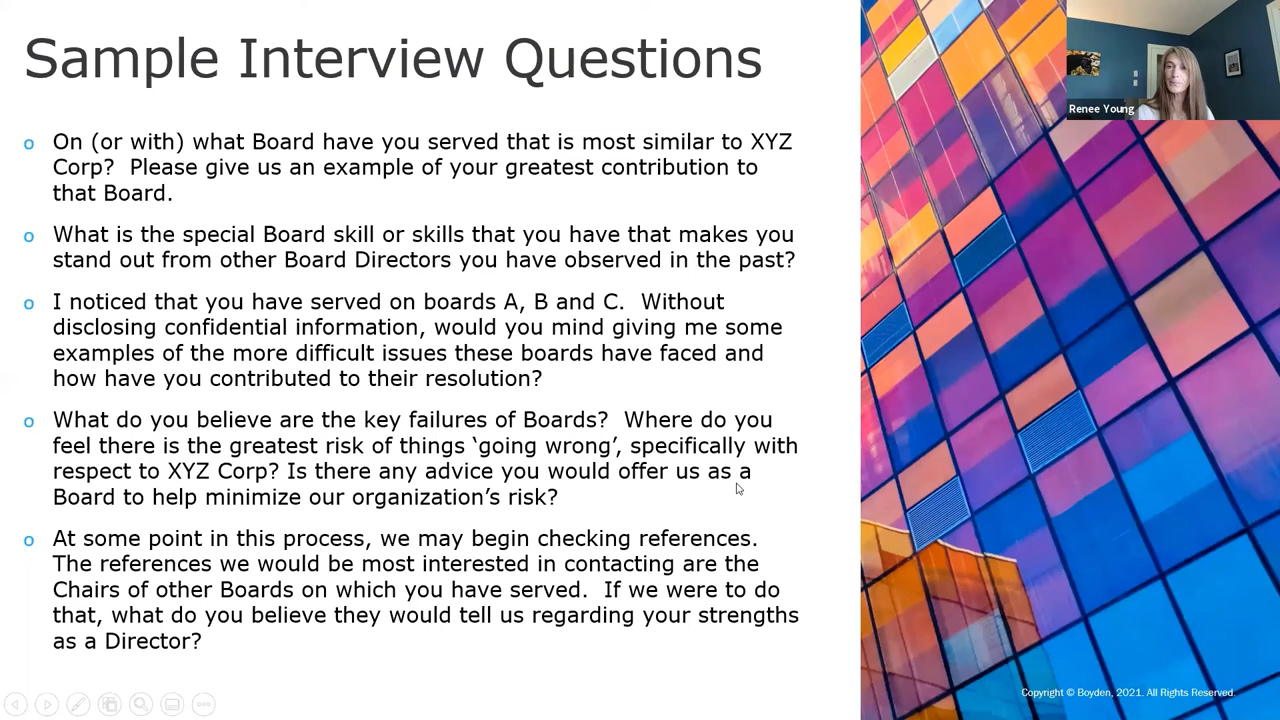 Sample Interview Questions
Renee Young
o On (or with) what Board have you served that is most similar to XYZ
Corp?  Please give us an example of your greatest contribution to
that Board.
o What is the special Board skill or skills that you have that makes you
stand out from other Board Directors you have observed in the past?
o I noticed that you have served on boards A, B and C.  Without
disclosing confidential information, would you mind giving me some
examples of the more difficult issues these boards have faced and
how have you contributed to their resolution?
o What do you believe are the key failures of Boards?  Where do you
feel there is the greatest risk of things ‘going wrong’, specifically with
respect to XYZ Corp? Is there any advice you would offer us as a
Board to help minimize our organization’s risk?
o At some point in this process, we may begin checking references.
The references we would be most interested in contacting are the
Chairs of other Boards on which you have served.  If we were to do
that, what do you believe they would tell us regarding your strengths
as a Director?
Copyright © Boyden, 2021. All Rights Reserved.